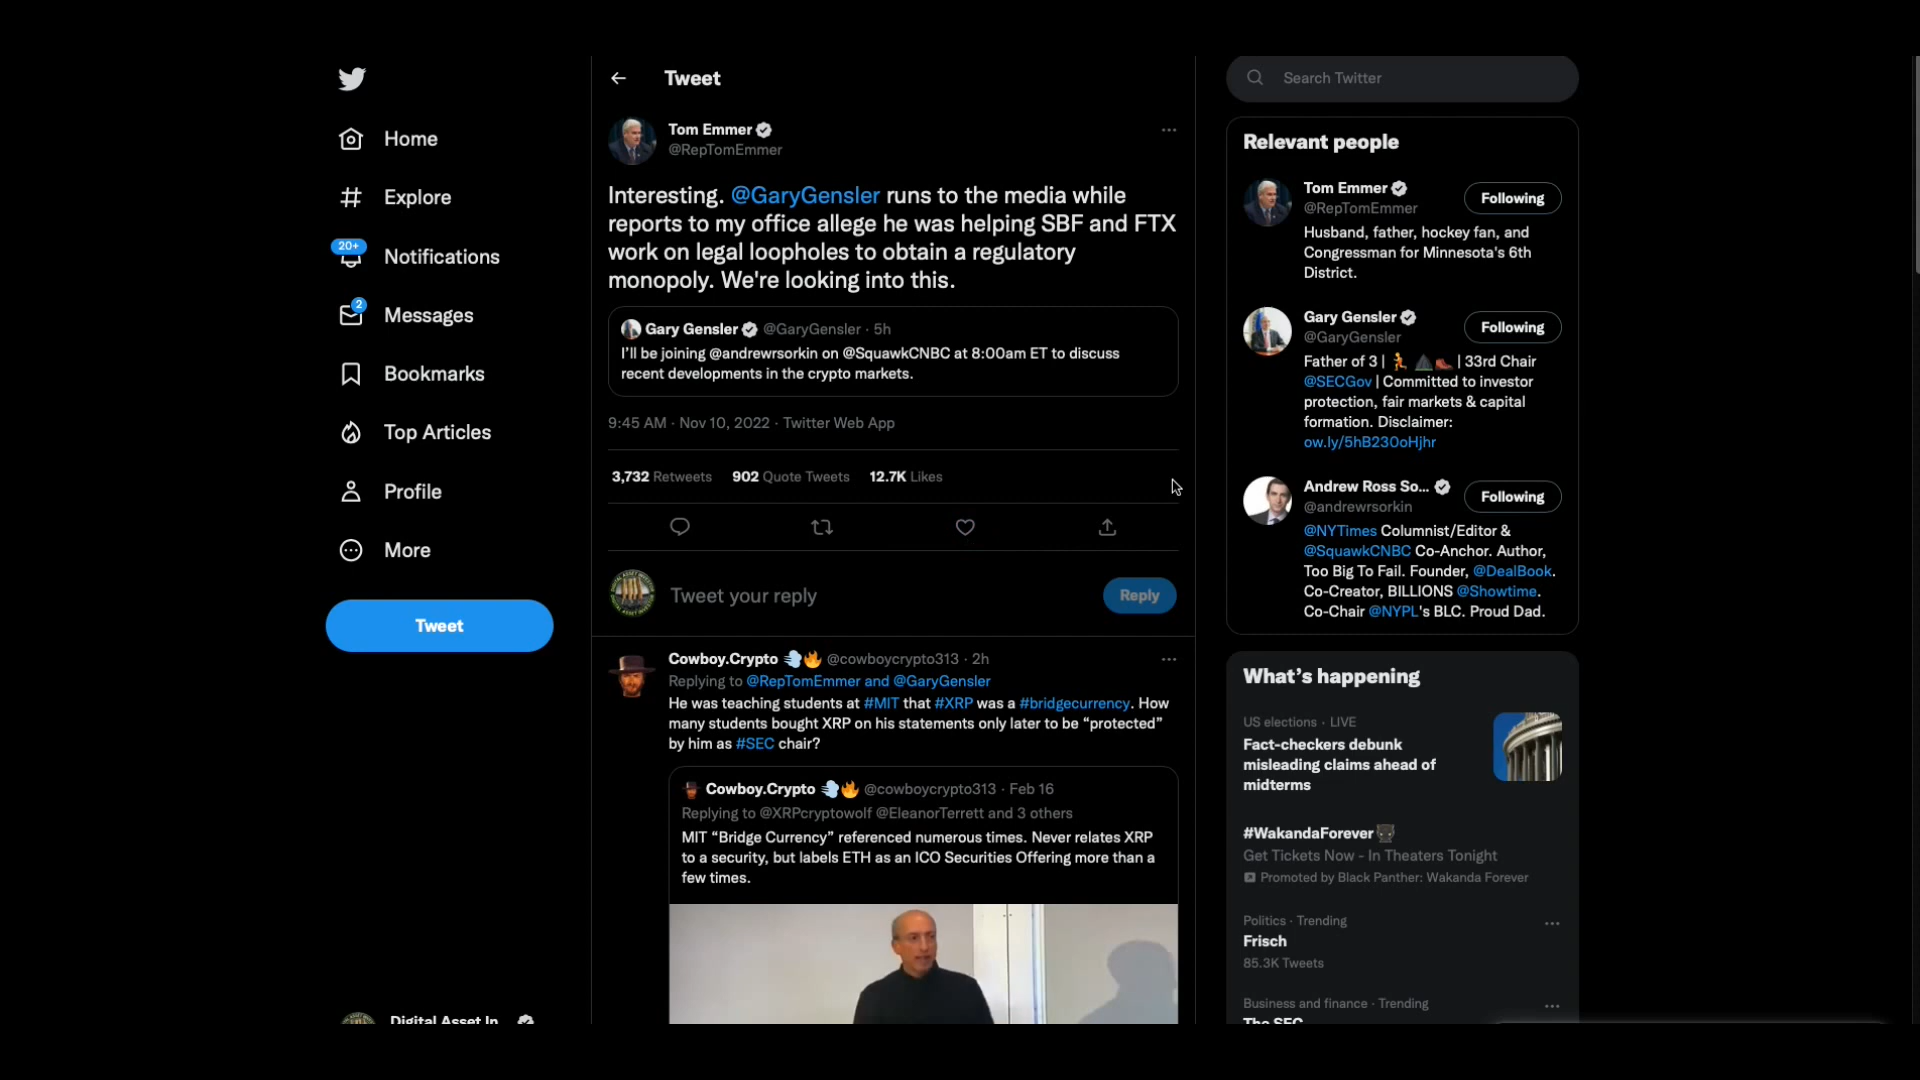 Home
Explore
20+
Notifications
2
Messages
Bookmarks
Top Articles
Profile
More
Tweet
Digital Asset In
Tweet
Tom Emmer
@RepTomEmmer
Interesting. @GaryGensler runs to the media while
reports to my office allege he was helping SBF and FTX
work on legal loopholes to obtain a regulatory
monopoly. We're looking into this.
Gary Gensler @GaryGensler · 5h
I'll be joining @andrewrsorkin on @SquawkCNBC at 8:00am ET to discuss
recent developments in the crypto markets.
9:45 AM · Nov 10, 2022 · Twitter Web App
3,732 Retweets 902 Quote Tweets 12.7K Likes
Tweet your reply
Reply
Cowboy.Crypto @cowboycrypto313 · 2h
Replying to @RepTomEmmer and @GaryGensler
He was teaching students at #MIT that #XRP was a #bridgecurrency. How
many students bought XRP on his statements only later to be “protected”
by him as #SEC chair?
Cowboy.Crypto @cowboycrypto313 · Feb 16
Replying to @XRPcryptowolf @EleanorTerrett and 3 others
MIT “Bridge Currency” referenced numerous times. Never relates XRP
to a security, but labels ETH as an ICO Securities Offering more than a
few times.
Search Twitter
Relevant people
Tom Emmer
@RepTomEmmer
Following
Husband, father, hockey fan, and
Congressman for Minnesota's 6th
District.
Gary Gensler
@GaryGensler
Following
Father of 3 | | 33rd Chair
@SECGov | Committed to investor
protection, fair markets & capital
formation. Disclaimer:
ow.ly/5hB230oHjhr
Andrew Ross So...
@andrewrsorkin
Following
@NYTimes Columnist/Editor &
@SquawkCNBC Co-Anchor. Author,
Too Big To Fail. Founder, @DealBook.
Co-Creator, BILLIONS @Showtime.
Co-Chair @NYPL's BLC. Proud Dad.
What's happening
US elections · LIVE
Fact-checkers debunk
misleading claims ahead of
midterms
#WakandaForever
Get Tickets Now - In Theaters Tonight
Promoted by Black Panther: Wakanda Forever
Politics · Trending
Frisch
85.3K Tweets
Business and finance · Trending
The SEC